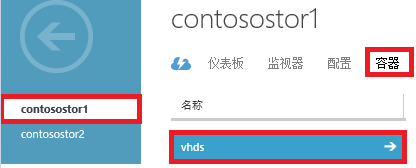 contosostor1
contosostor2
contosostor1
仪表板 监视器 配置 容器
名称
vhds